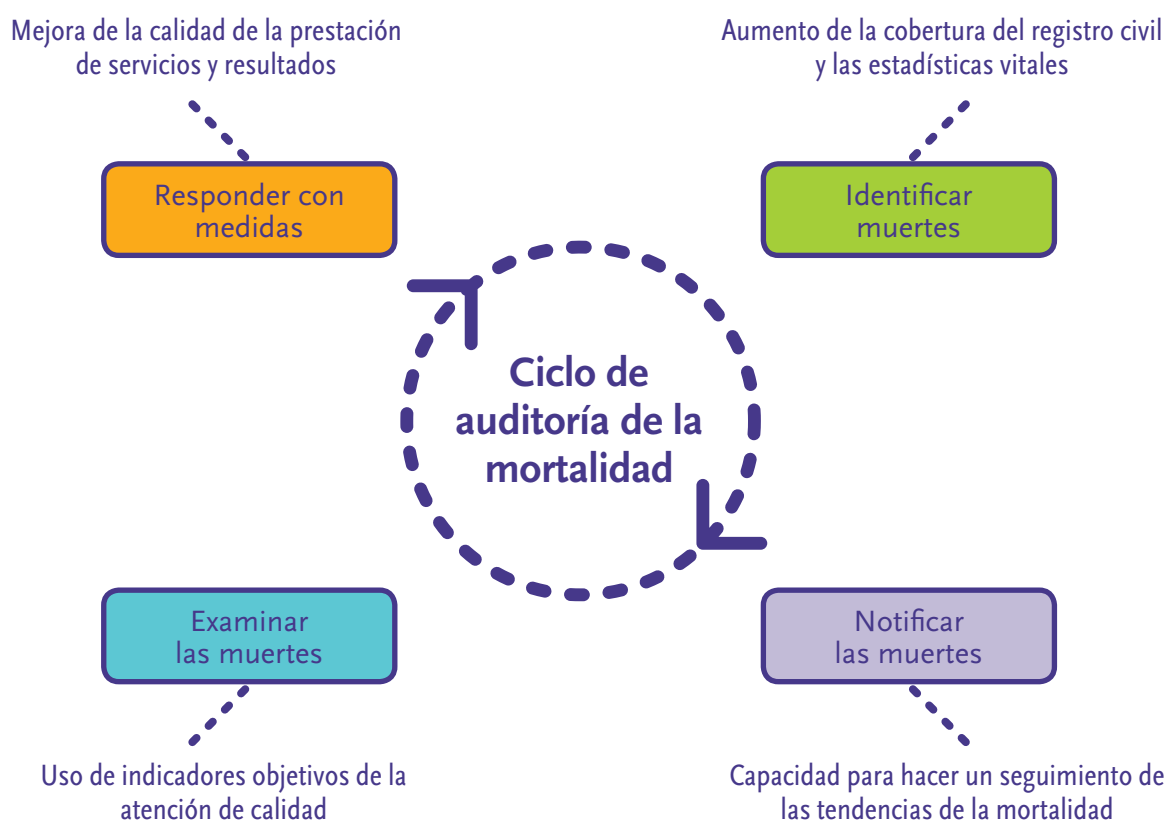 Mejora de la calidad de la prestación
de servicios y resultados
Aumento de la cobertura del registro civil
y las estadísticas vitales
Responder con
medidas
Identificar
muertes
Ciclo de
auditoría de la
mortalidad
Examinar
las muertes
Notificar
las muertes
Uso de indicadores objetivos de la
atención de calidad
Capacidad para hacer un seguimiento de
las tendencias de la mortalidad